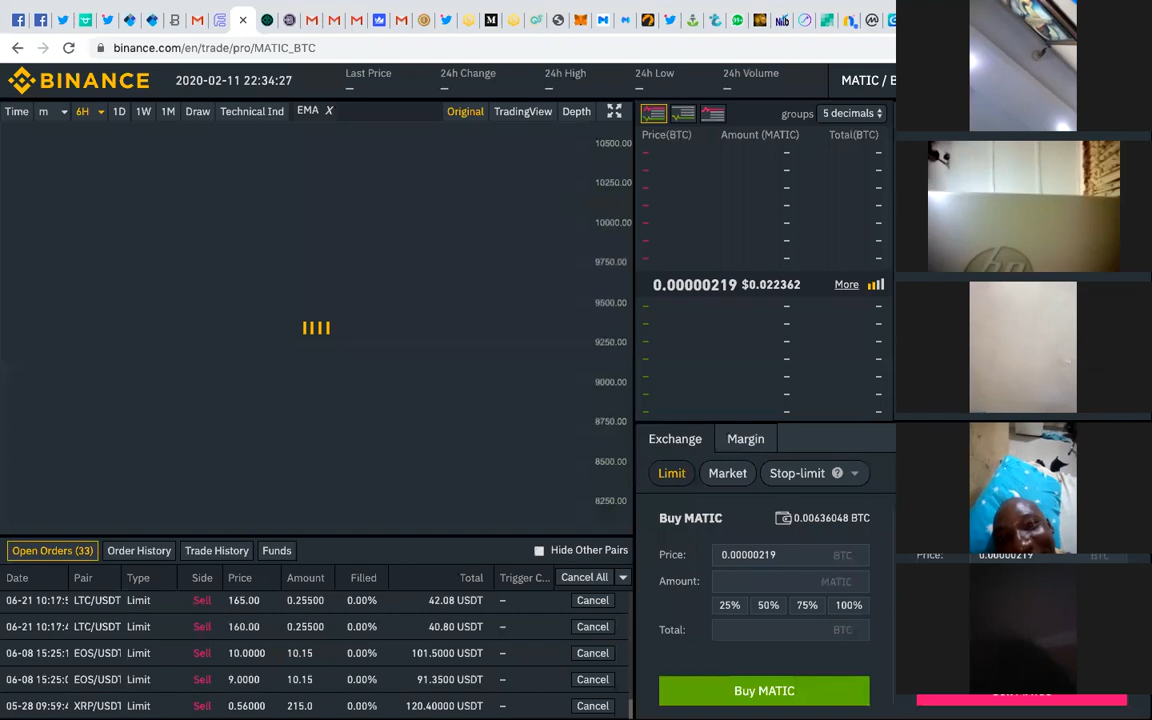 binance.com/en/trade/pro/MATIC_BTC
BINANCE
2020-02-11 22:34:27
Last Price
–
24h Change
–
24h High
–
24h Low
–
24h Volume
–
MATIC / B
Time m 6H 1D 1W 1M Draw Technical Ind EMA X
Original TradingView Depth
groups 5 decimals
Price(BTC) Amount (MATIC) Total(BTC)
10500.00
10250.00
10000.00
9750.00
9500.00
9250.00
9000.00
8750.00
8500.00
8250.00
0.00000219 $0.022362 More
Exchange Margin
Limit Market Stop-limit ?
Buy MATIC 0.00636048 BTC
Price: 0.00000219 BTC
Amount: MATIC
25% 50% 75% 100%
Total: BTC
Buy MATIC
Price: 0.00000219 BTC
Open Orders (33) Order History Trade History Funds Hide Other Pairs
Date Pair Type Side Price Amount Filled Total Trigger C... Cancel All
06-21 10:17:5 LTC/USDT Limit Sell 165.00 0.25500 0.00% 42.08 USDT – Cancel
06-21 10:17:4 LTC/USDT Limit Sell 160.00 0.25500 0.00% 40.80 USDT – Cancel
06-08 15:25:1 EOS/USDT Limit Sell 10.0000 10.15 0.00% 101.5000 USDT – Cancel
06-08 15:25:0 EOS/USDT Limit Sell 9.0000 10.15 0.00% 91.3500 USDT – Cancel
05-28 09:59:4 XRP/USDT Limit Sell 0.56000 215.0 0.00% 120.40000 USDT – Cancel
hp